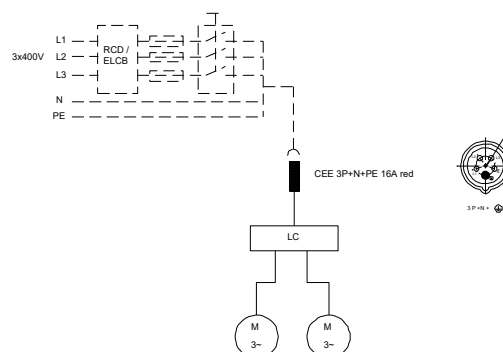 L1
RCD /
ELCB
3x400V
L2
L3
N
PE
CEE 3P+N+PE 16A red
3 P +N +
LC
M
3~
M
3~